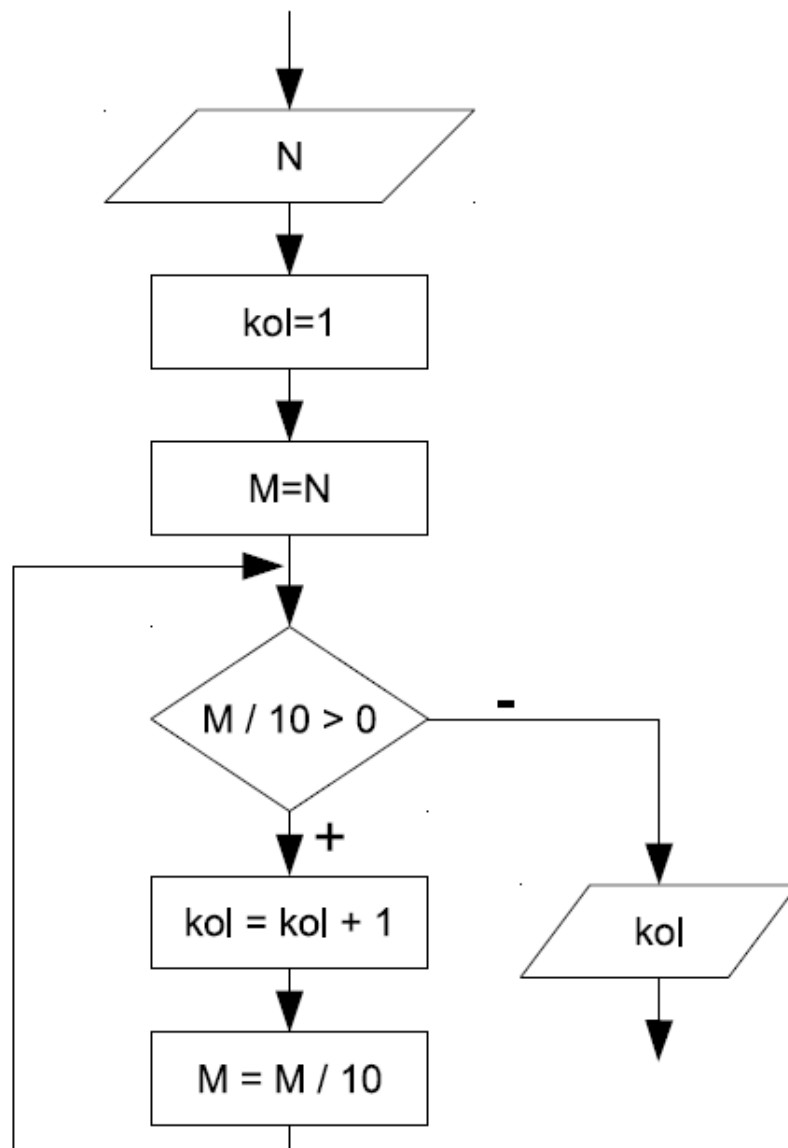 N
kol=1
M=N
M / 10 > 0
-
+
kol = kol + 1
kol
M = M / 10